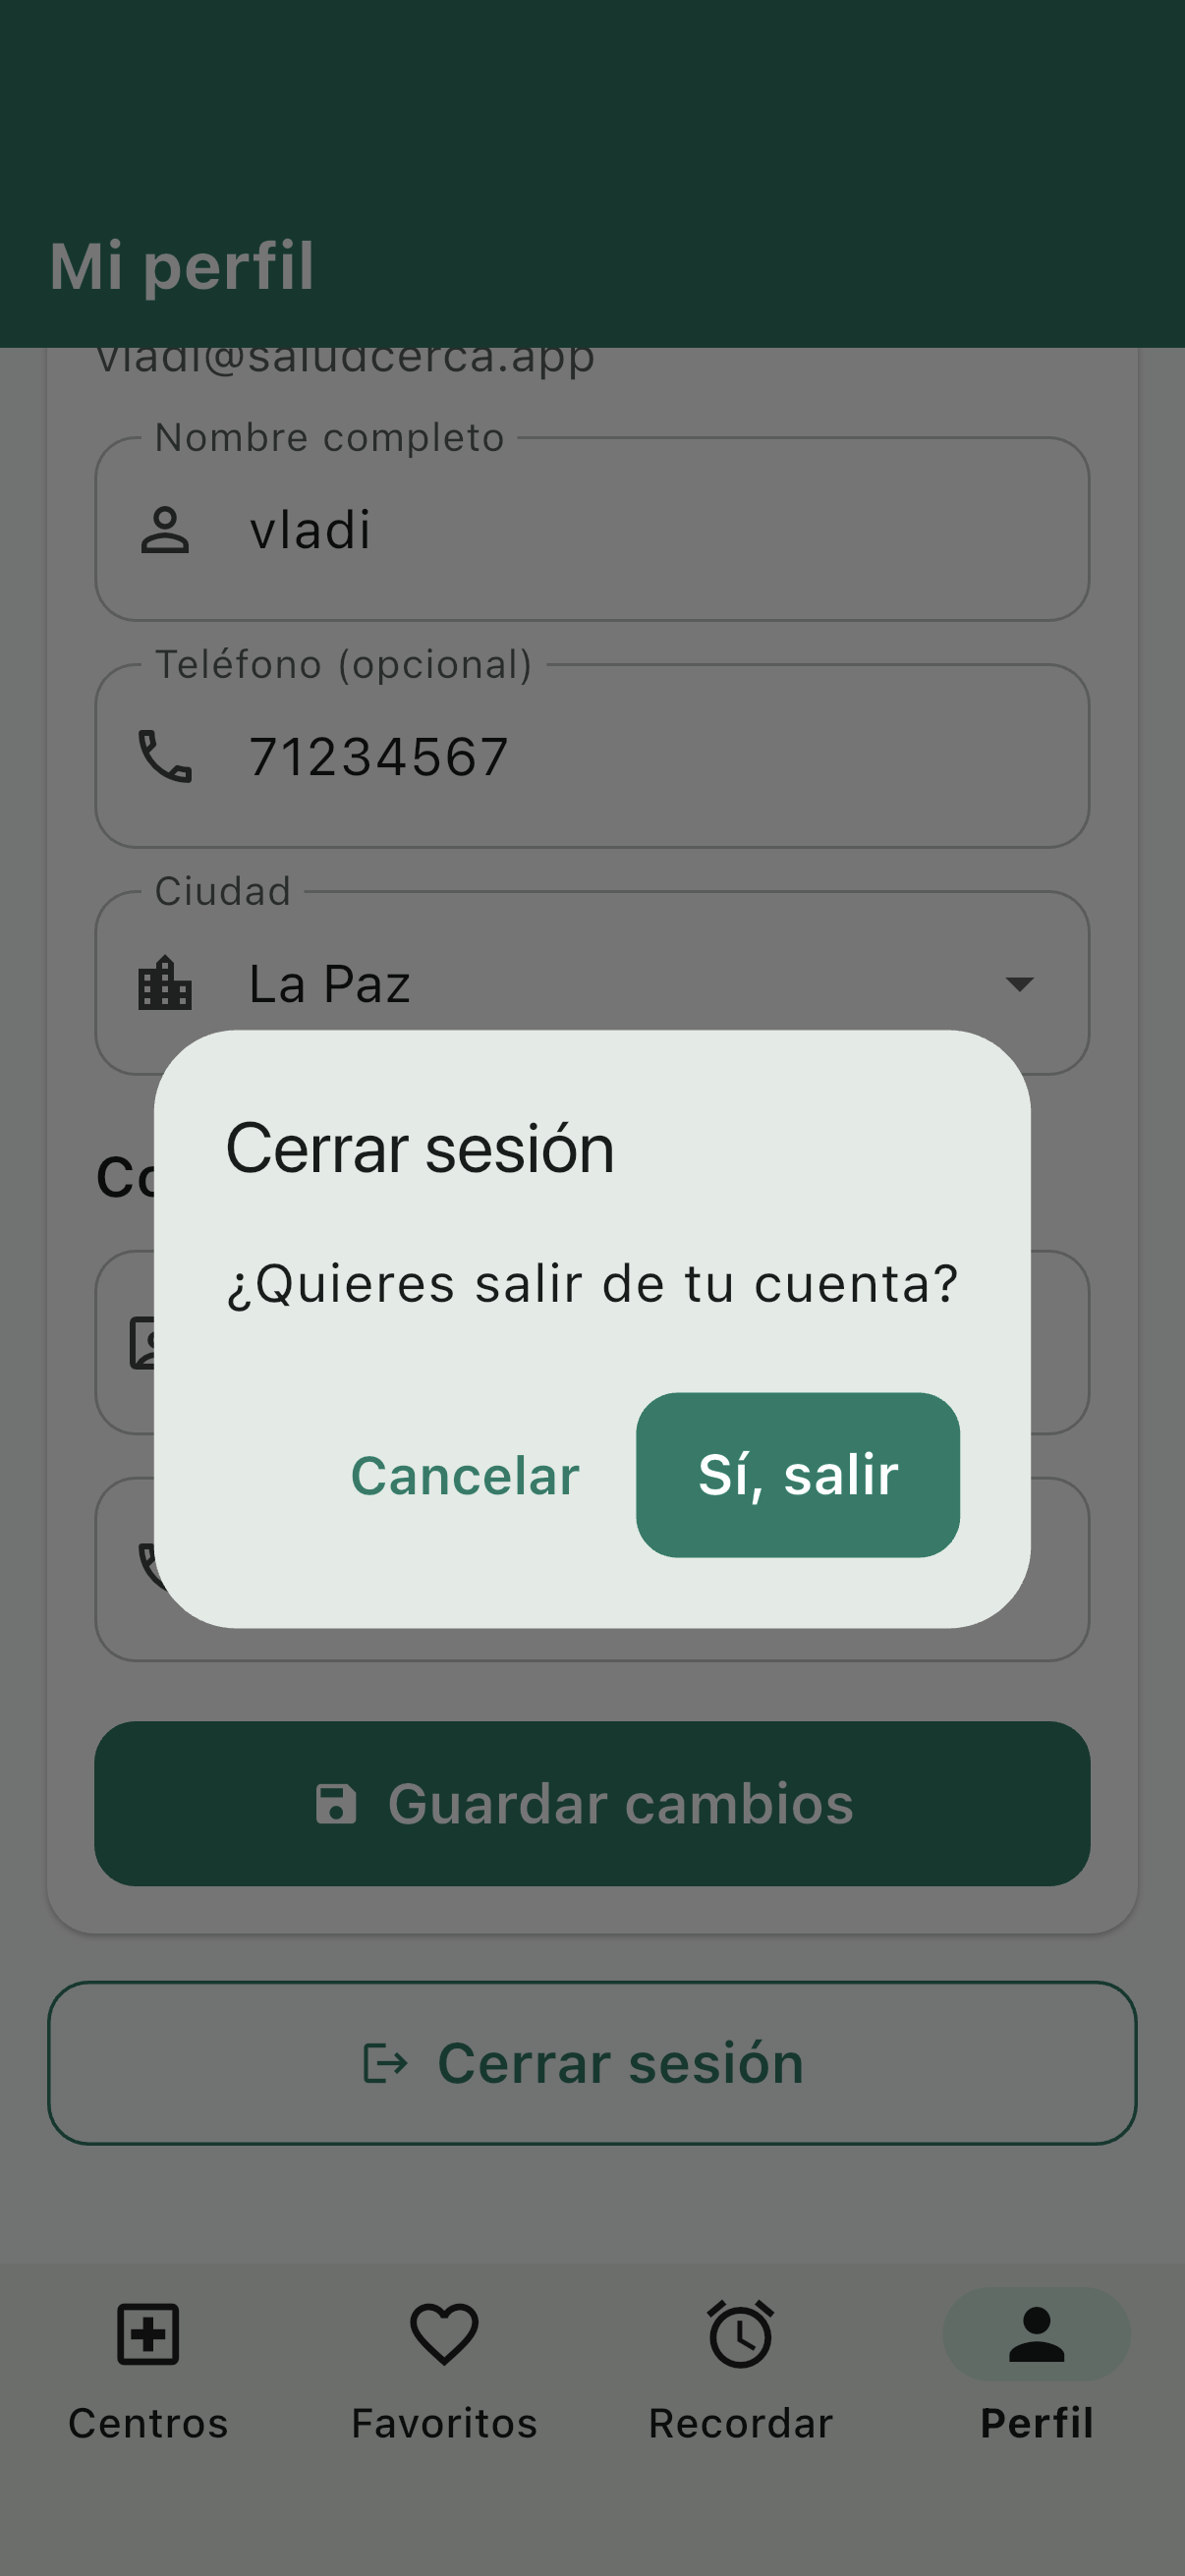 Mi perfil
vladi@saludcerca.app
Nombre completo
vladi
Teléfono (opcional)
71234567
Ciudad
La Paz
Cerrar sesión
¿Quieres salir de tu cuenta?
Cancelar
Sí, salir
Guardar cambios
Cerrar sesión
Centros
Favoritos
Recordar
Perfil